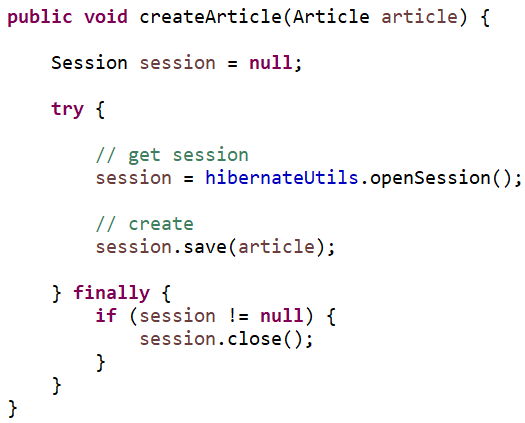 public void createArticle(Article article) {
Session session = null;
try {
// get session
session = hibernateUtils.openSession();
// create
session.save(article);
} finally {
if (session != null) {
session.close();
}
}
}